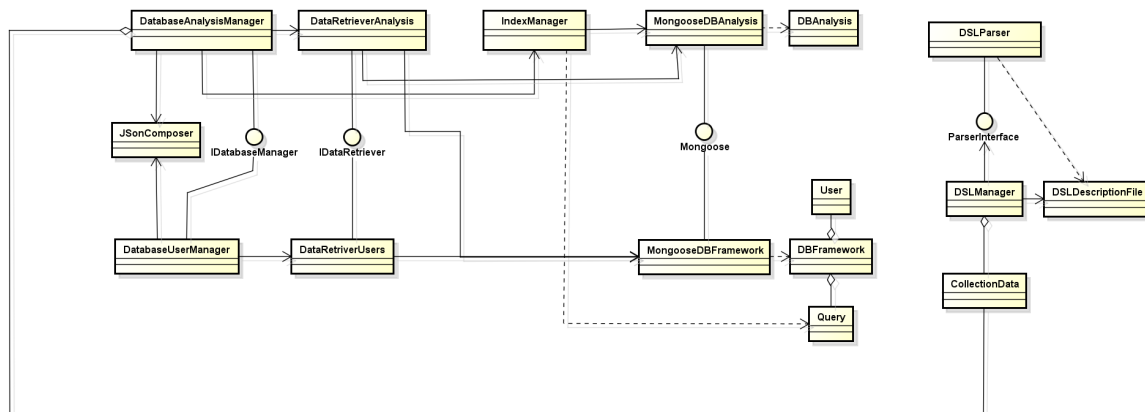 DatabaseAnalysisManager
DataRetrieverAnalysis
IndexManager
MongooseDBAnalysis
DBAnalysis
DSLParser
JSonComposer
IDatabaseManager
IDataRetriever
Mongoose
ParserInterface
User
DSLManager
DSLDescriptionFile
DatabaseUserManager
DataRetriverUsers
MongooseDBFramework
DBFramework
CollectionData
Query